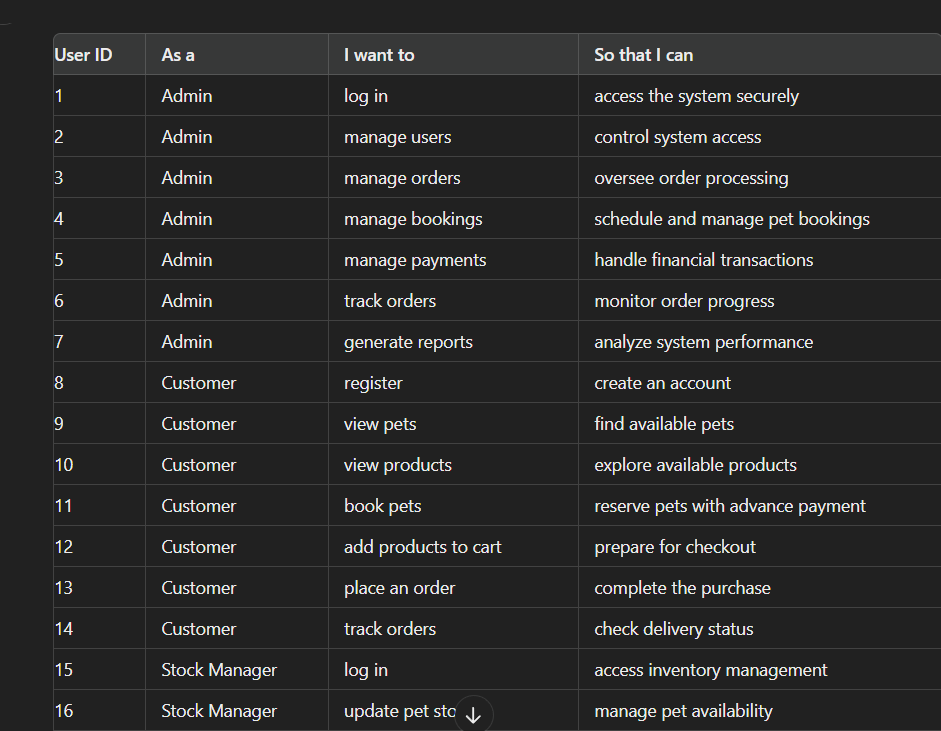 User ID As a I want to So that I can
1 Admin log in access the system securely
2 Admin manage users control system access
3 Admin manage orders oversee order processing
4 Admin manage bookings schedule and manage pet bookings
5 Admin manage payments handle financial transactions
6 Admin track orders monitor order progress
7 Admin generate reports analyze system performance
8 Customer register create an account
9 Customer view pets find available pets
10 Customer view products explore available products
11 Customer book pets reserve pets with advance payment
12 Customer add products to cart prepare for checkout
13 Customer place an order complete the purchase
14 Customer track orders check delivery status
15 Stock Manager log in access inventory management
16 Stock Manager update pet manage pet availability